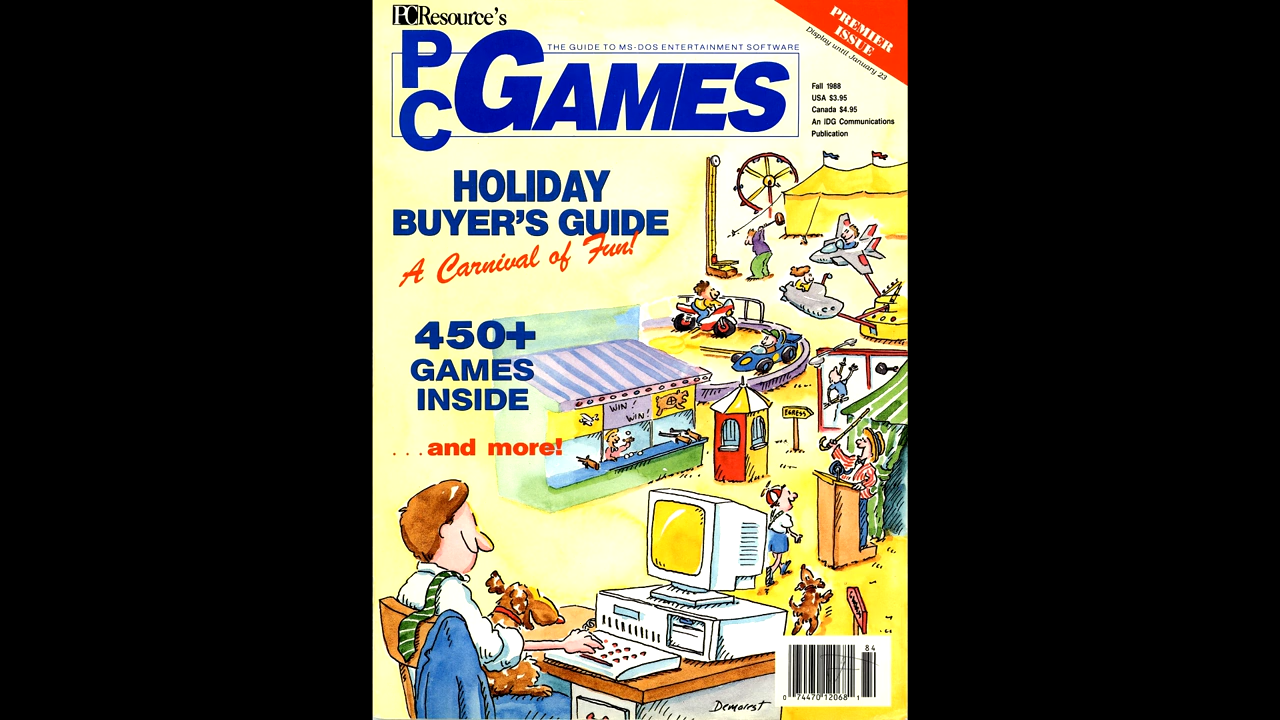 PCResource's
PC GAMES
THE GUIDE TO MS-DOS ENTERTAINMENT SOFTWARE
PREMIER
ISSUE
Display until January 23
Fall 1988
USA $3.95
Canada $4.95
An IDG Communications
Publication
HOLIDAY
BUYER'S GUIDE
A Carnival of Fun!
450+
GAMES
INSIDE
...and more!
WIN!
WIN!
EGRESS
Demarest
84
0 74470 12068 1